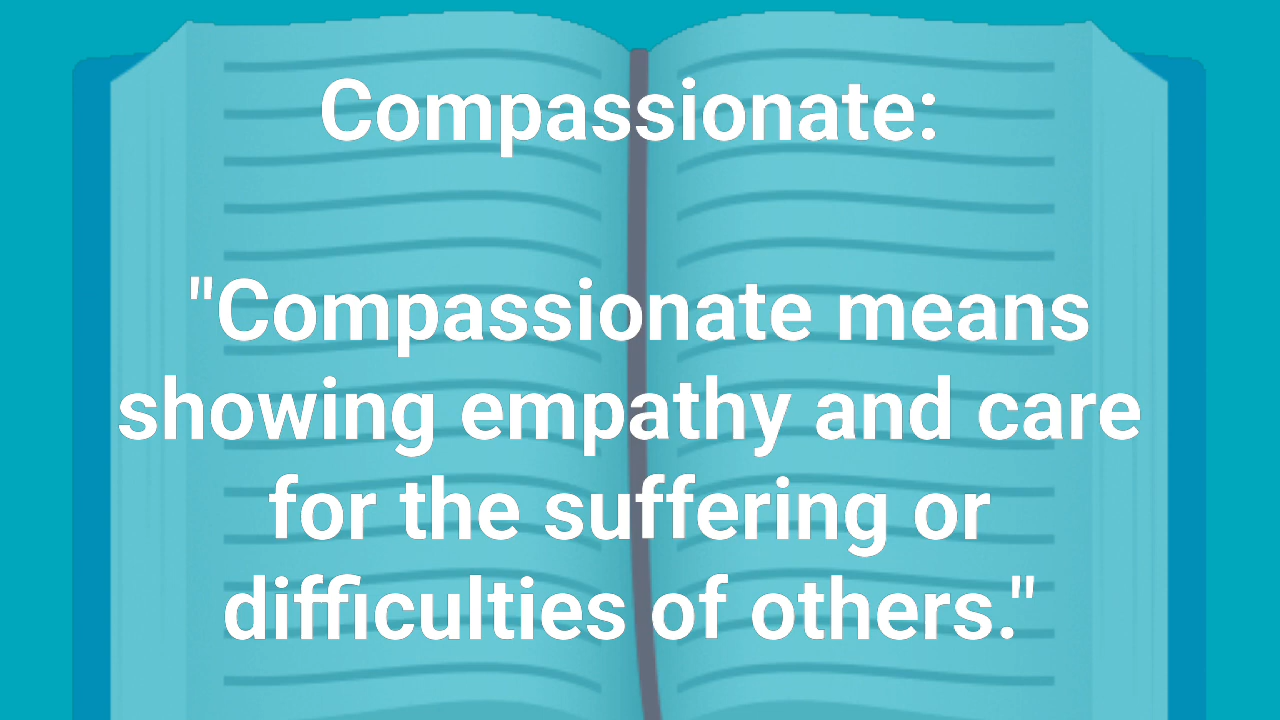 Compassionate:
"Compassionate means
showing empathy and care
for the suffering or
difficulties of others."